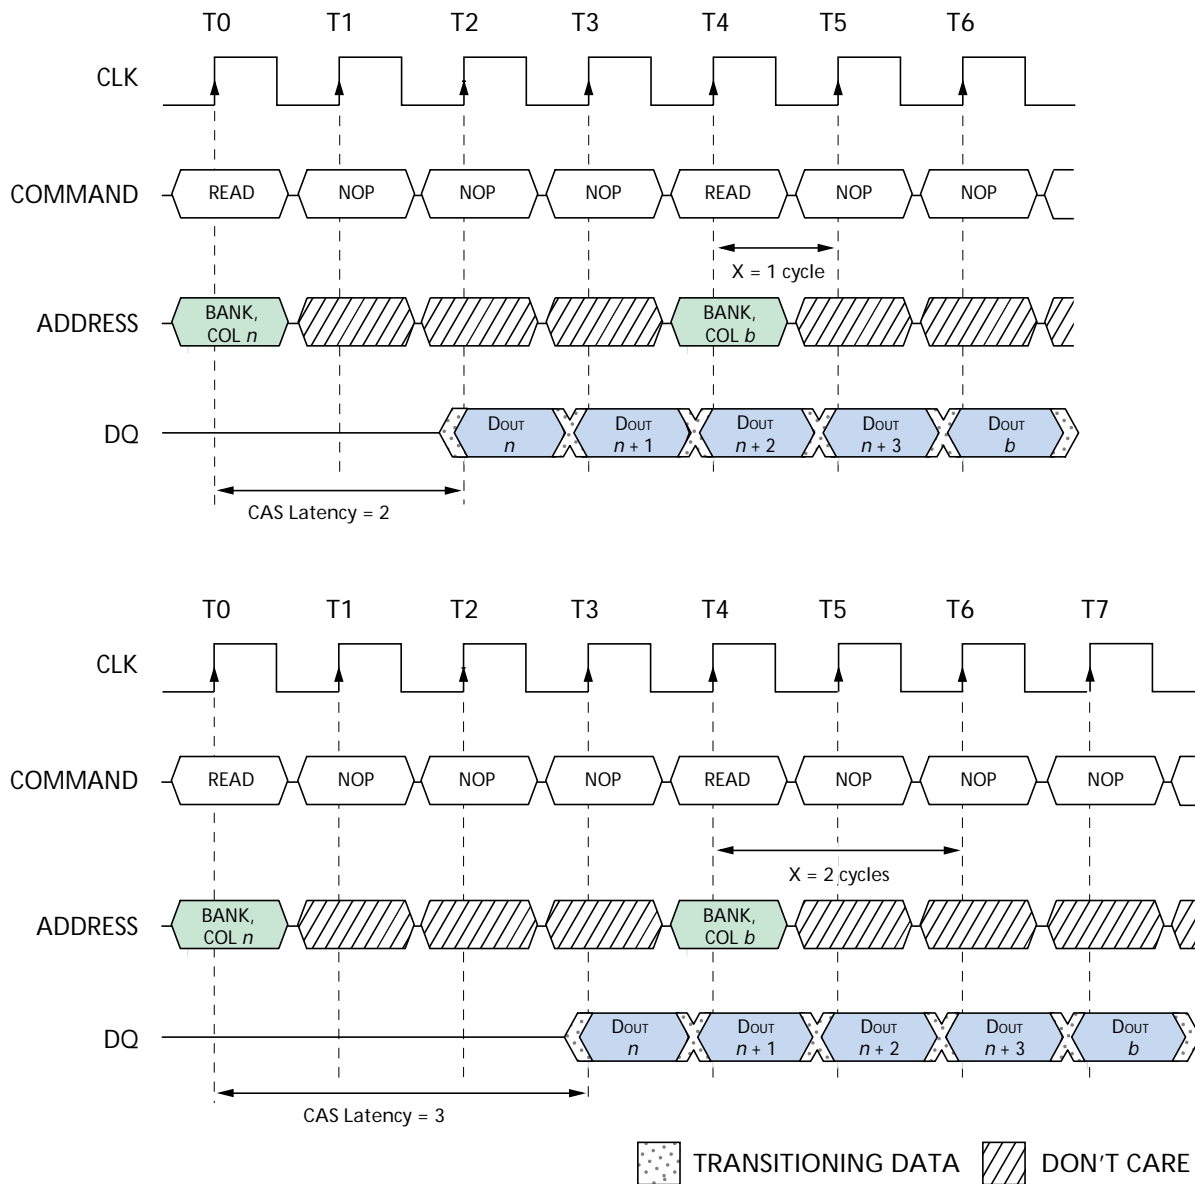 T0 T1 T2 T3 T4 T5 T6
CLK
COMMAND READ NOP NOP NOP READ NOP NOP
X = 1 cycle
ADDRESS BANK, COL n BANK, COL b
DQ DOUT n DOUT n + 1 DOUT n + 2 DOUT n + 3 DOUT b
CAS Latency = 2
T0 T1 T2 T3 T4 T5 T6 T7
CLK
COMMAND READ NOP NOP NOP READ NOP NOP NOP
X = 2 cycles
ADDRESS BANK, COL n BANK, COL b
DQ DOUT n DOUT n + 1 DOUT n + 2 DOUT n + 3 DOUT b
CAS Latency = 3
TRANSITIONING DATA DON'T CARE